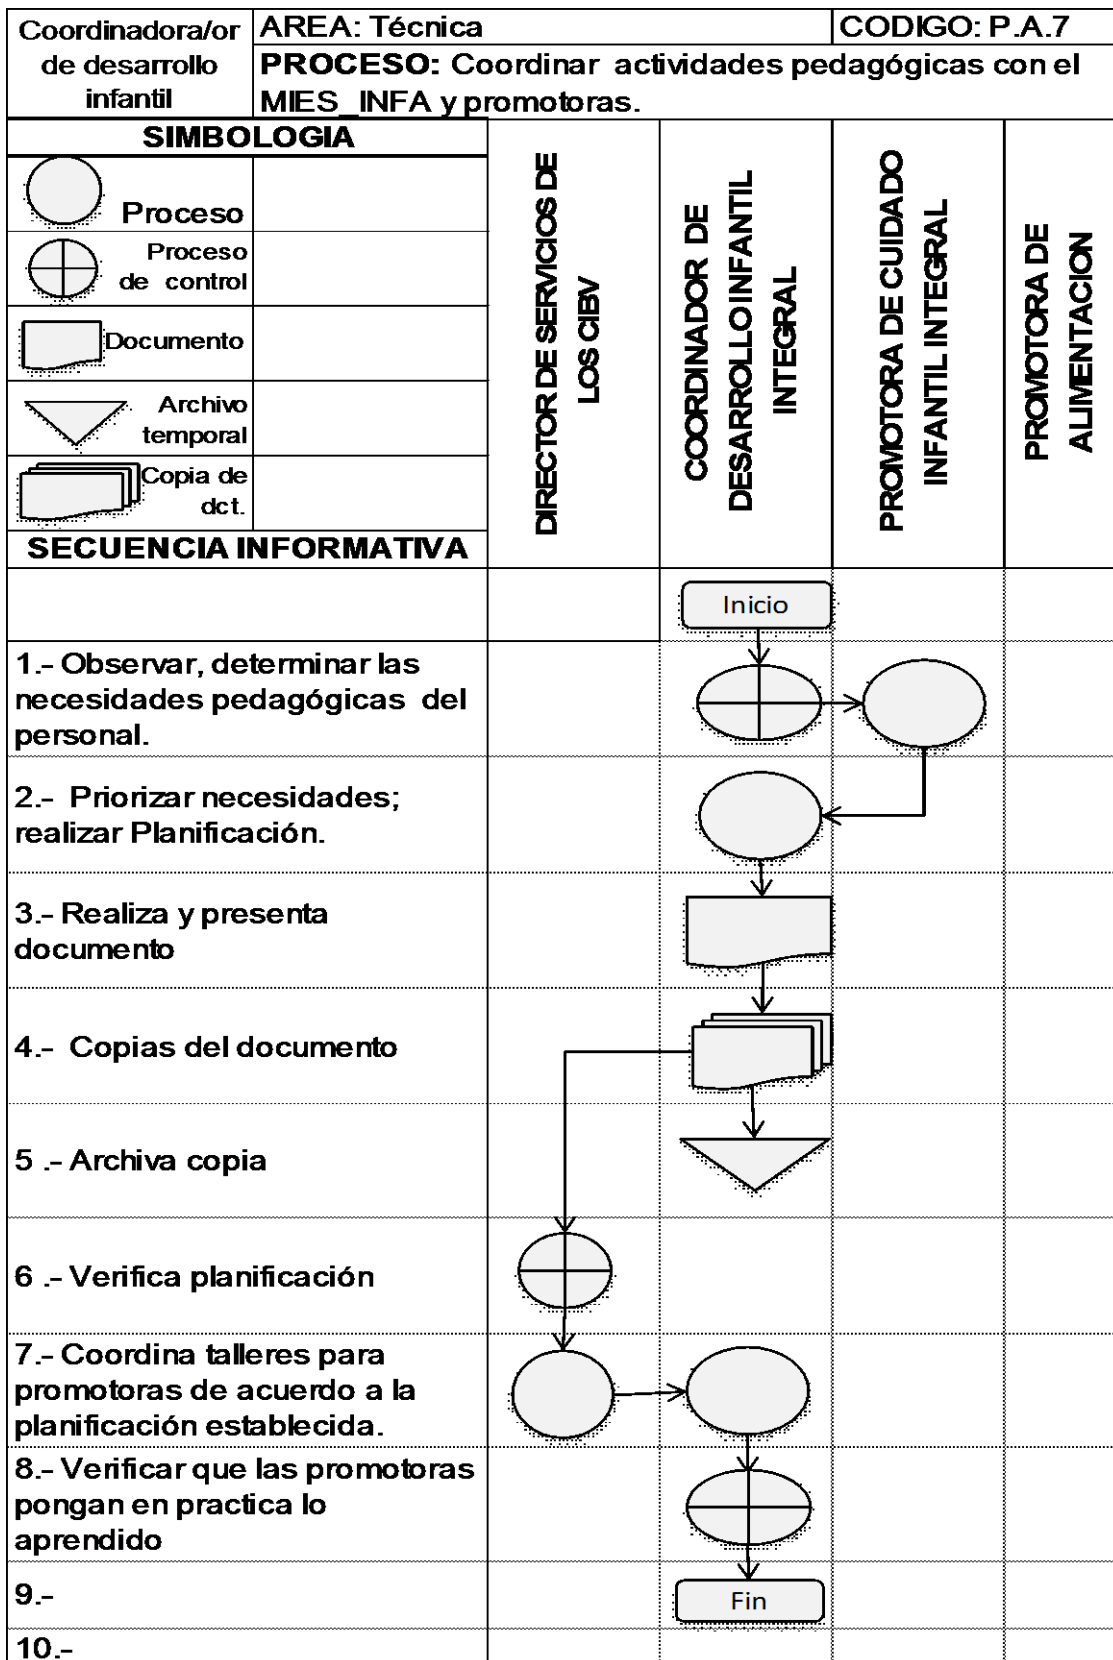 Coordinadora/or
de desarrollo
infantil
AREA: Técnica
CODIGO: P.A.7
PROCESO: Coordinar actividades pedagógicas con el
MIES_INFA y promotoras.
SIMBOLOGIA
Proceso
Proceso
de control
Documento
Archivo
temporal
Copia de
dct.
SECUENCIA INFORMATIVA
DIRECTOR DE SERVICIOS DE
LOS CIBV
COORDINADOR DE
DESARROLLO INFANTIL
INTEGRAL
PROMOTORA DE CUIDADO
INFANTIL INTEGRAL
PROMOTORA DE
ALIMENTACION
Inicio
1.- Observar, determinar las
necesidades pedagógicas del
personal.
2.- Priorizar necesidades;
realizar Planificación.
3.- Realiza y presenta
documento
4.- Copias del documento
5 .- Archiva copia
6 .- Verifica planificación
7.- Coordina talleres para
promotoras de acuerdo a la
planificación establecida.
8.- Verificar que las promotoras
pongan en practica lo
aprendido
9.-
Fin
10.-